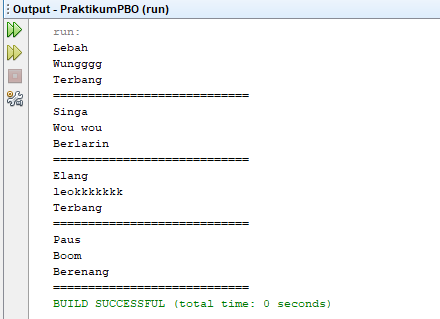 Output - PraktikumPBO (run)
run:
Lebah
Wungggg
Terbang
============================
Singa
Wou wou
Berlarin
============================
Elang
leokkkkkkk
Terbang
============================
Paus
Boom
Berenang
============================
BUILD SUCCESSFUL (total time: 0 seconds)